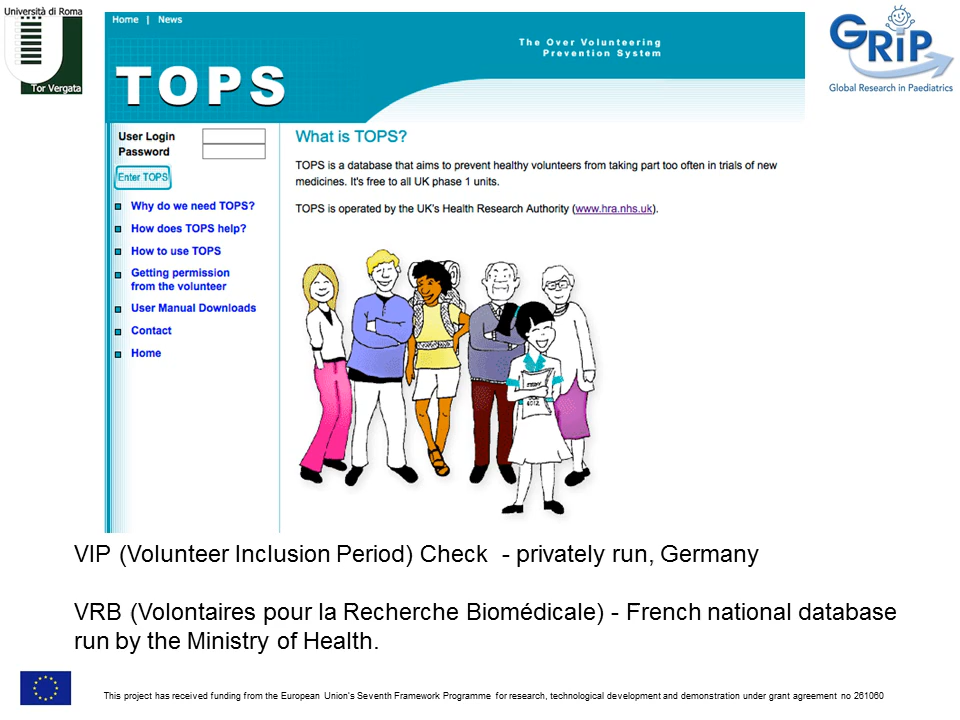 Università di Roma
Tor Vergata
Home | News
The Over Volunteering
Prevention System
TOPS
GRIP
Global Research in Paediatrics
User Login
Password
Enter TOPS
Why do we need TOPS?
How does TOPS help?
How to use TOPS
Getting permission
from the volunteer
User Manual Downloads
Contact
Home
What is TOPS?
TOPS is a database that aims to prevent healthy volunteers from taking part too often in trials of new
medicines. It's free to all UK phase 1 units.
TOPS is operated by the UK's Health Research Authority (www.hra.nhs.uk).
VIP (Volunteer Inclusion Period) Check - privately run, Germany
VRB (Volontaires pour la Recherche Biomédicale) - French national database
run by the Ministry of Health.
This project has received funding from the European Union's Seventh Framework Programme for research, technological development and demonstration under grant agreement no 261060